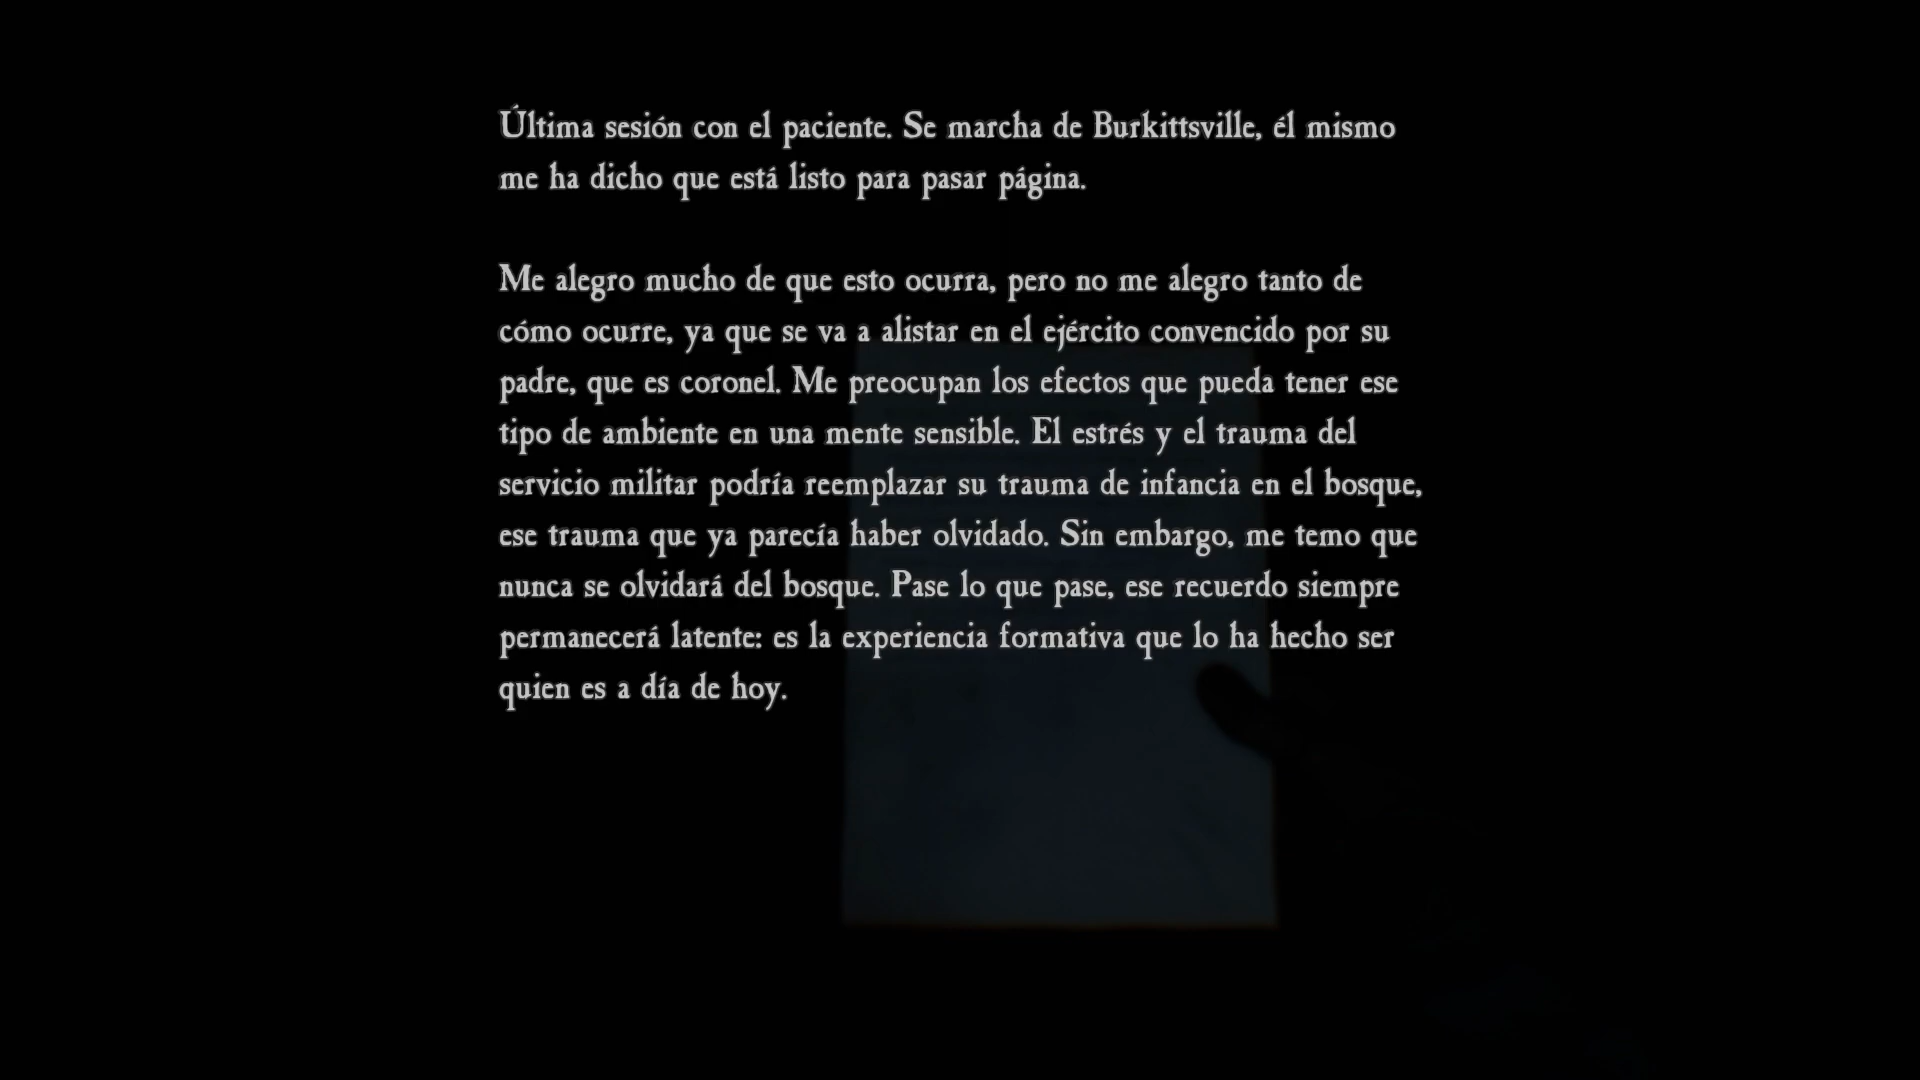 Última sesión con el paciente. Se marcha de Burkittsville, él mismo
me ha dicho que está listo para pasar página.
Me alegro mucho de que esto ocurra, pero no me alegro tanto de
cómo ocurre, ya que se va a alistar en el ejército convencido por su
padre, que es coronel. Me preocupan los efectos que pueda tener ese
tipo de ambiente en una mente sensible. El estrés y el trauma del
servicio militar podría reemplazar su trauma de infancia en el bosque,
ese trauma que ya parecía haber olvidado. Sin embargo, me temo que
nunca se olvidará del bosque. Pase lo que pase, ese recuerdo siempre
permanecerá latente: es la experiencia formativa que lo ha hecho ser
quien es a día de hoy.